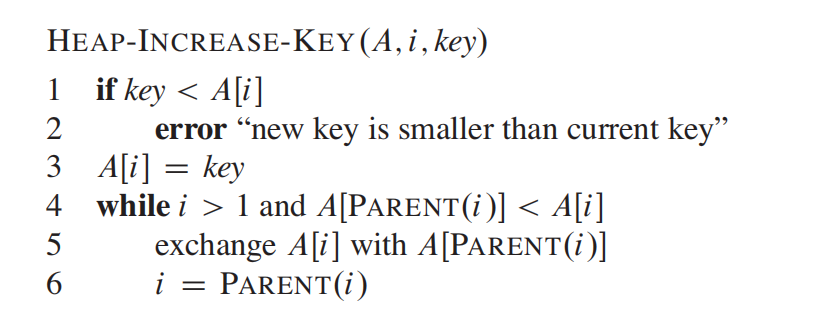 HEAP-INCREASE-KEY(A, i, key)
1 if key < A[i]
2 error “new key is smaller than current key”
3 A[i] = key
4 while i > 1 and A[PARENT(i)] < A[i]
5 exchange A[i] with A[PARENT(i)]
6 i = PARENT(i)